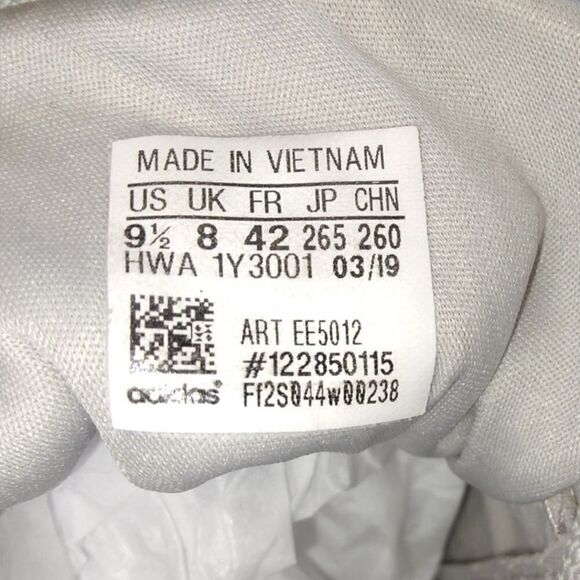 MADE IN VIETNAM
US UK FR JP CHN
9½ 8 42 265 260
HWA 1Y3001 03/19
ART EE5012
#122850115
adidas® Ff2S044w00238